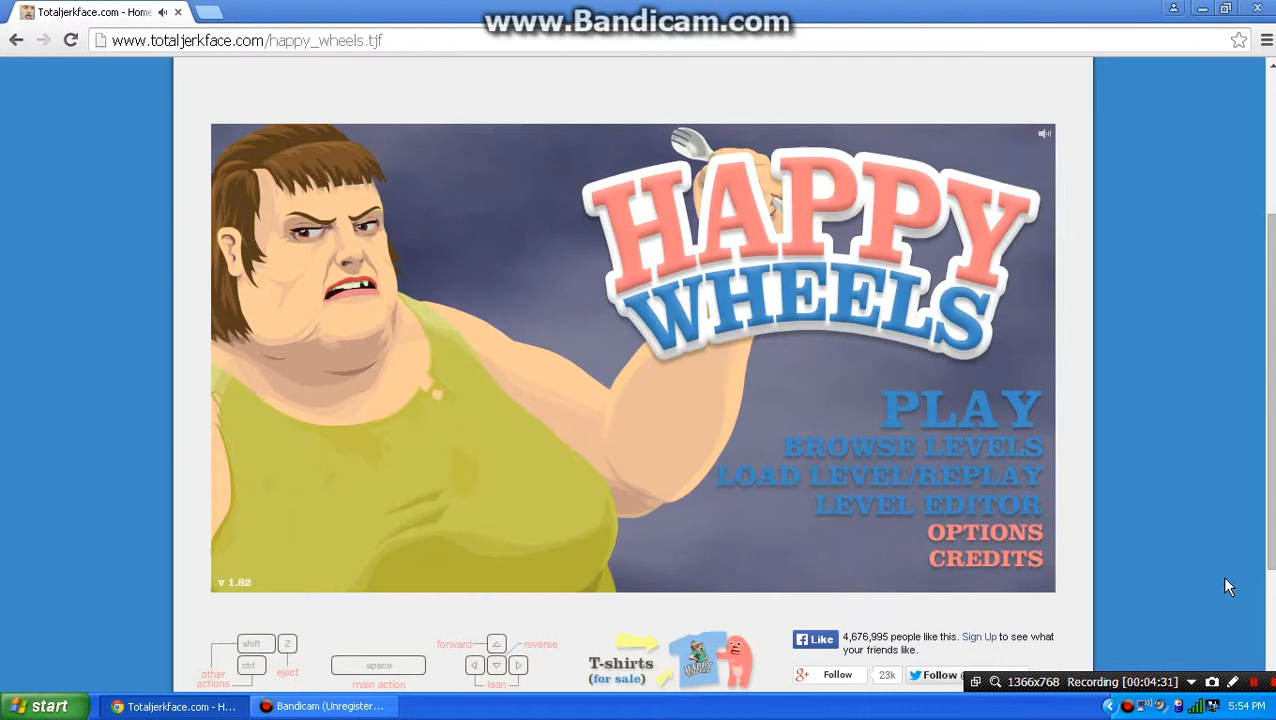 www.Bandicam.com
Totaljerkface.com - Home
www.totaljerkface.com/happy_wheels.tjf
HAPPY
WHEELS
PLAY
BROWSE LEVELS
LOAD LEVEL/REPLAY
LEVEL EDITOR
OPTIONS
CREDITS
v 1.82
shift
Z
ctrl
eject
other
actions
space
main action
forward
reverse
lean
T-shirts
(for sale)
HAPPY
WHEELS
Like
4,676,995 people like this. Sign Up to see what
your friends like.
Follow
23k
Follow
1366x768
Recording [00:04:31]
start
Totaljerkface.com - H...
Bandicam (Unregister...
5:54 PM